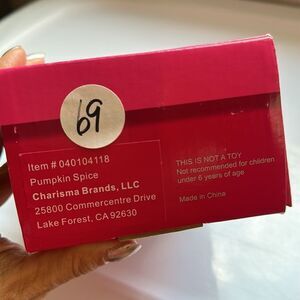 69
Item # 040104118
Pumpkin Spice
Charisma Brands, LLC
25800 Commercentre Drive
Lake Forest, CA 92630
THIS IS NOT A TOY
Not recommended for children
under 6 years of age
Made in China